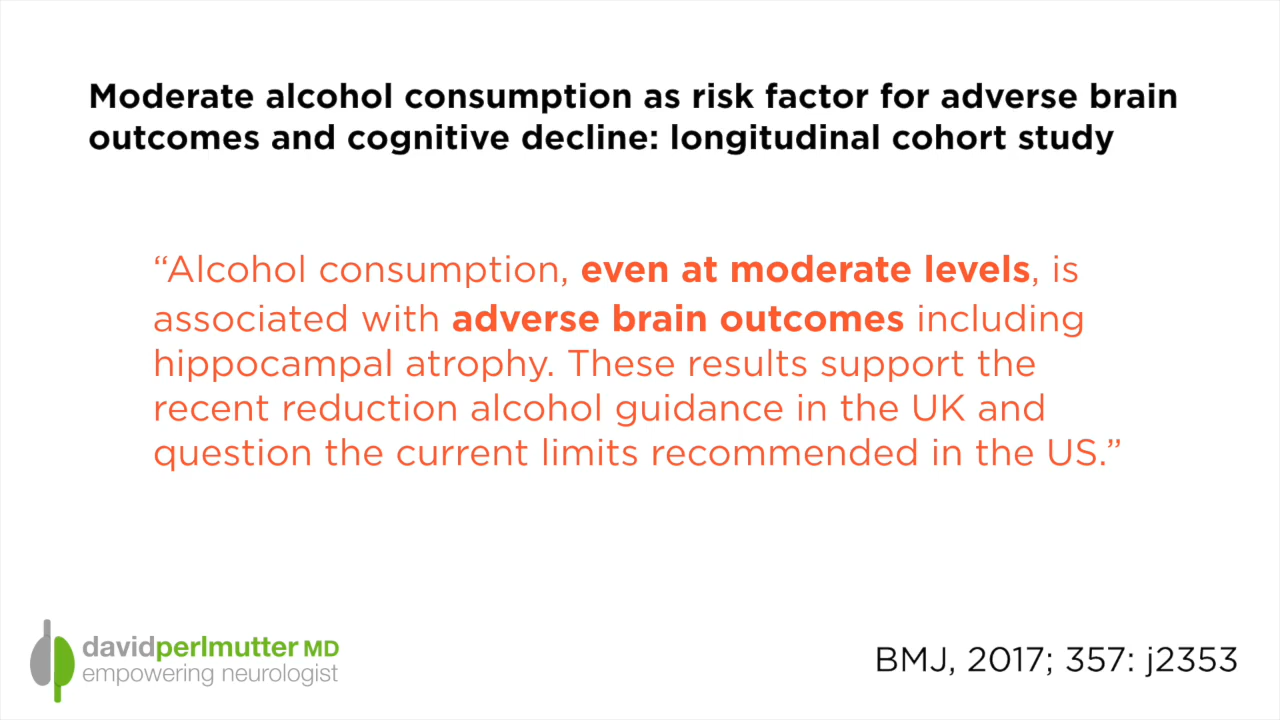 Moderate alcohol consumption as risk factor for adverse brain
outcomes and cognitive decline: longitudinal cohort study
“Alcohol consumption, even at moderate levels, is
associated with adverse brain outcomes including
hippocampal atrophy. These results support the
recent reduction alcohol guidance in the UK and
question the current limits recommended in the US.”
davidperlmutter MD
empowering neurologist
BMJ, 2017; 357: j2353